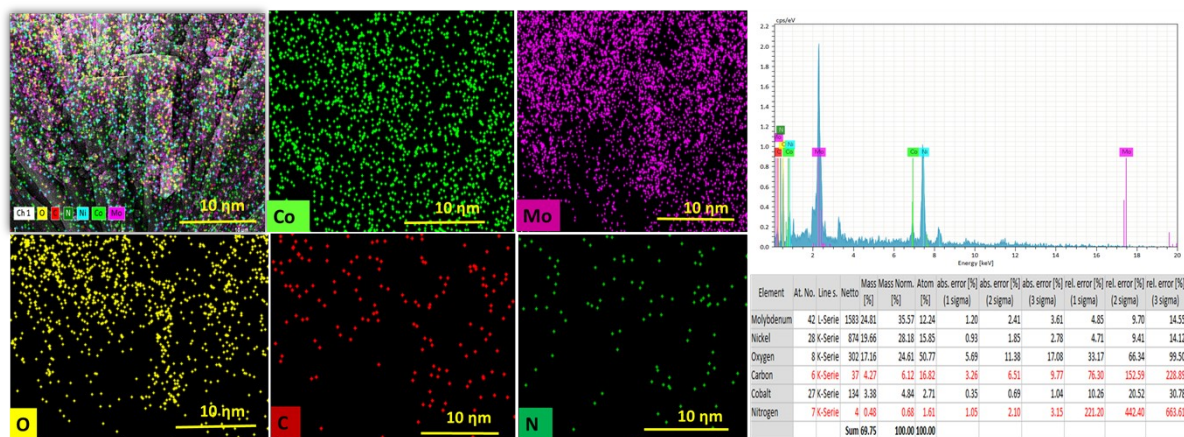 Ch 1 O C N Ni Co Mo
10 ηm
Co
10 ηm
Mo
10 ηm
O
10 ηm
C
10 ηm
N
10 ηm
cps/eV
2.2
2.0
1.8
1.6
1.4
1.2
1.0
0.8
0.6
0.4
0.2
0.0
Ni
Co
Mo
Co
Ni
Mo
2 4 6 8 10 12 14 16 18 20
Energy [keV]
Element At. No. Line s. Netto Mass [%] Mass Norm. [%] Atom [%] abs. error [%] (1 sigma) abs. error [%] (2 sigma) abs. error [%] (3 sigma) rel. error [%] (1 sigma) rel. error [%] (2 sigma) rel. error [%] (3 sigma)
Molybdenum 42 L-Serie 1583 24.81 35.57 12.24 1.20 2.41 3.61 4.85 9.70 14.55
Nickel 28 K-Serie 874 19.66 28.18 15.85 0.93 1.85 2.78 4.71 9.41 14.12
Oxygen 8 K-Serie 302 17.16 24.61 50.77 5.69 11.38 17.08 33.17 66.34 99.50
Carbon 6 K-Serie 37 4.27 6.12 16.82 3.26 6.51 9.77 76.30 152.59 228.89
Cobalt 27 K-Serie 134 3.38 4.84 2.71 0.35 0.69 1.04 10.26 20.52 30.78
Nitrogen 7 K-Serie 4 0.48 0.68 1.61 1.05 2.10 3.15 221.20 442.40 663.61
Sum 69.75 100.00 100.00